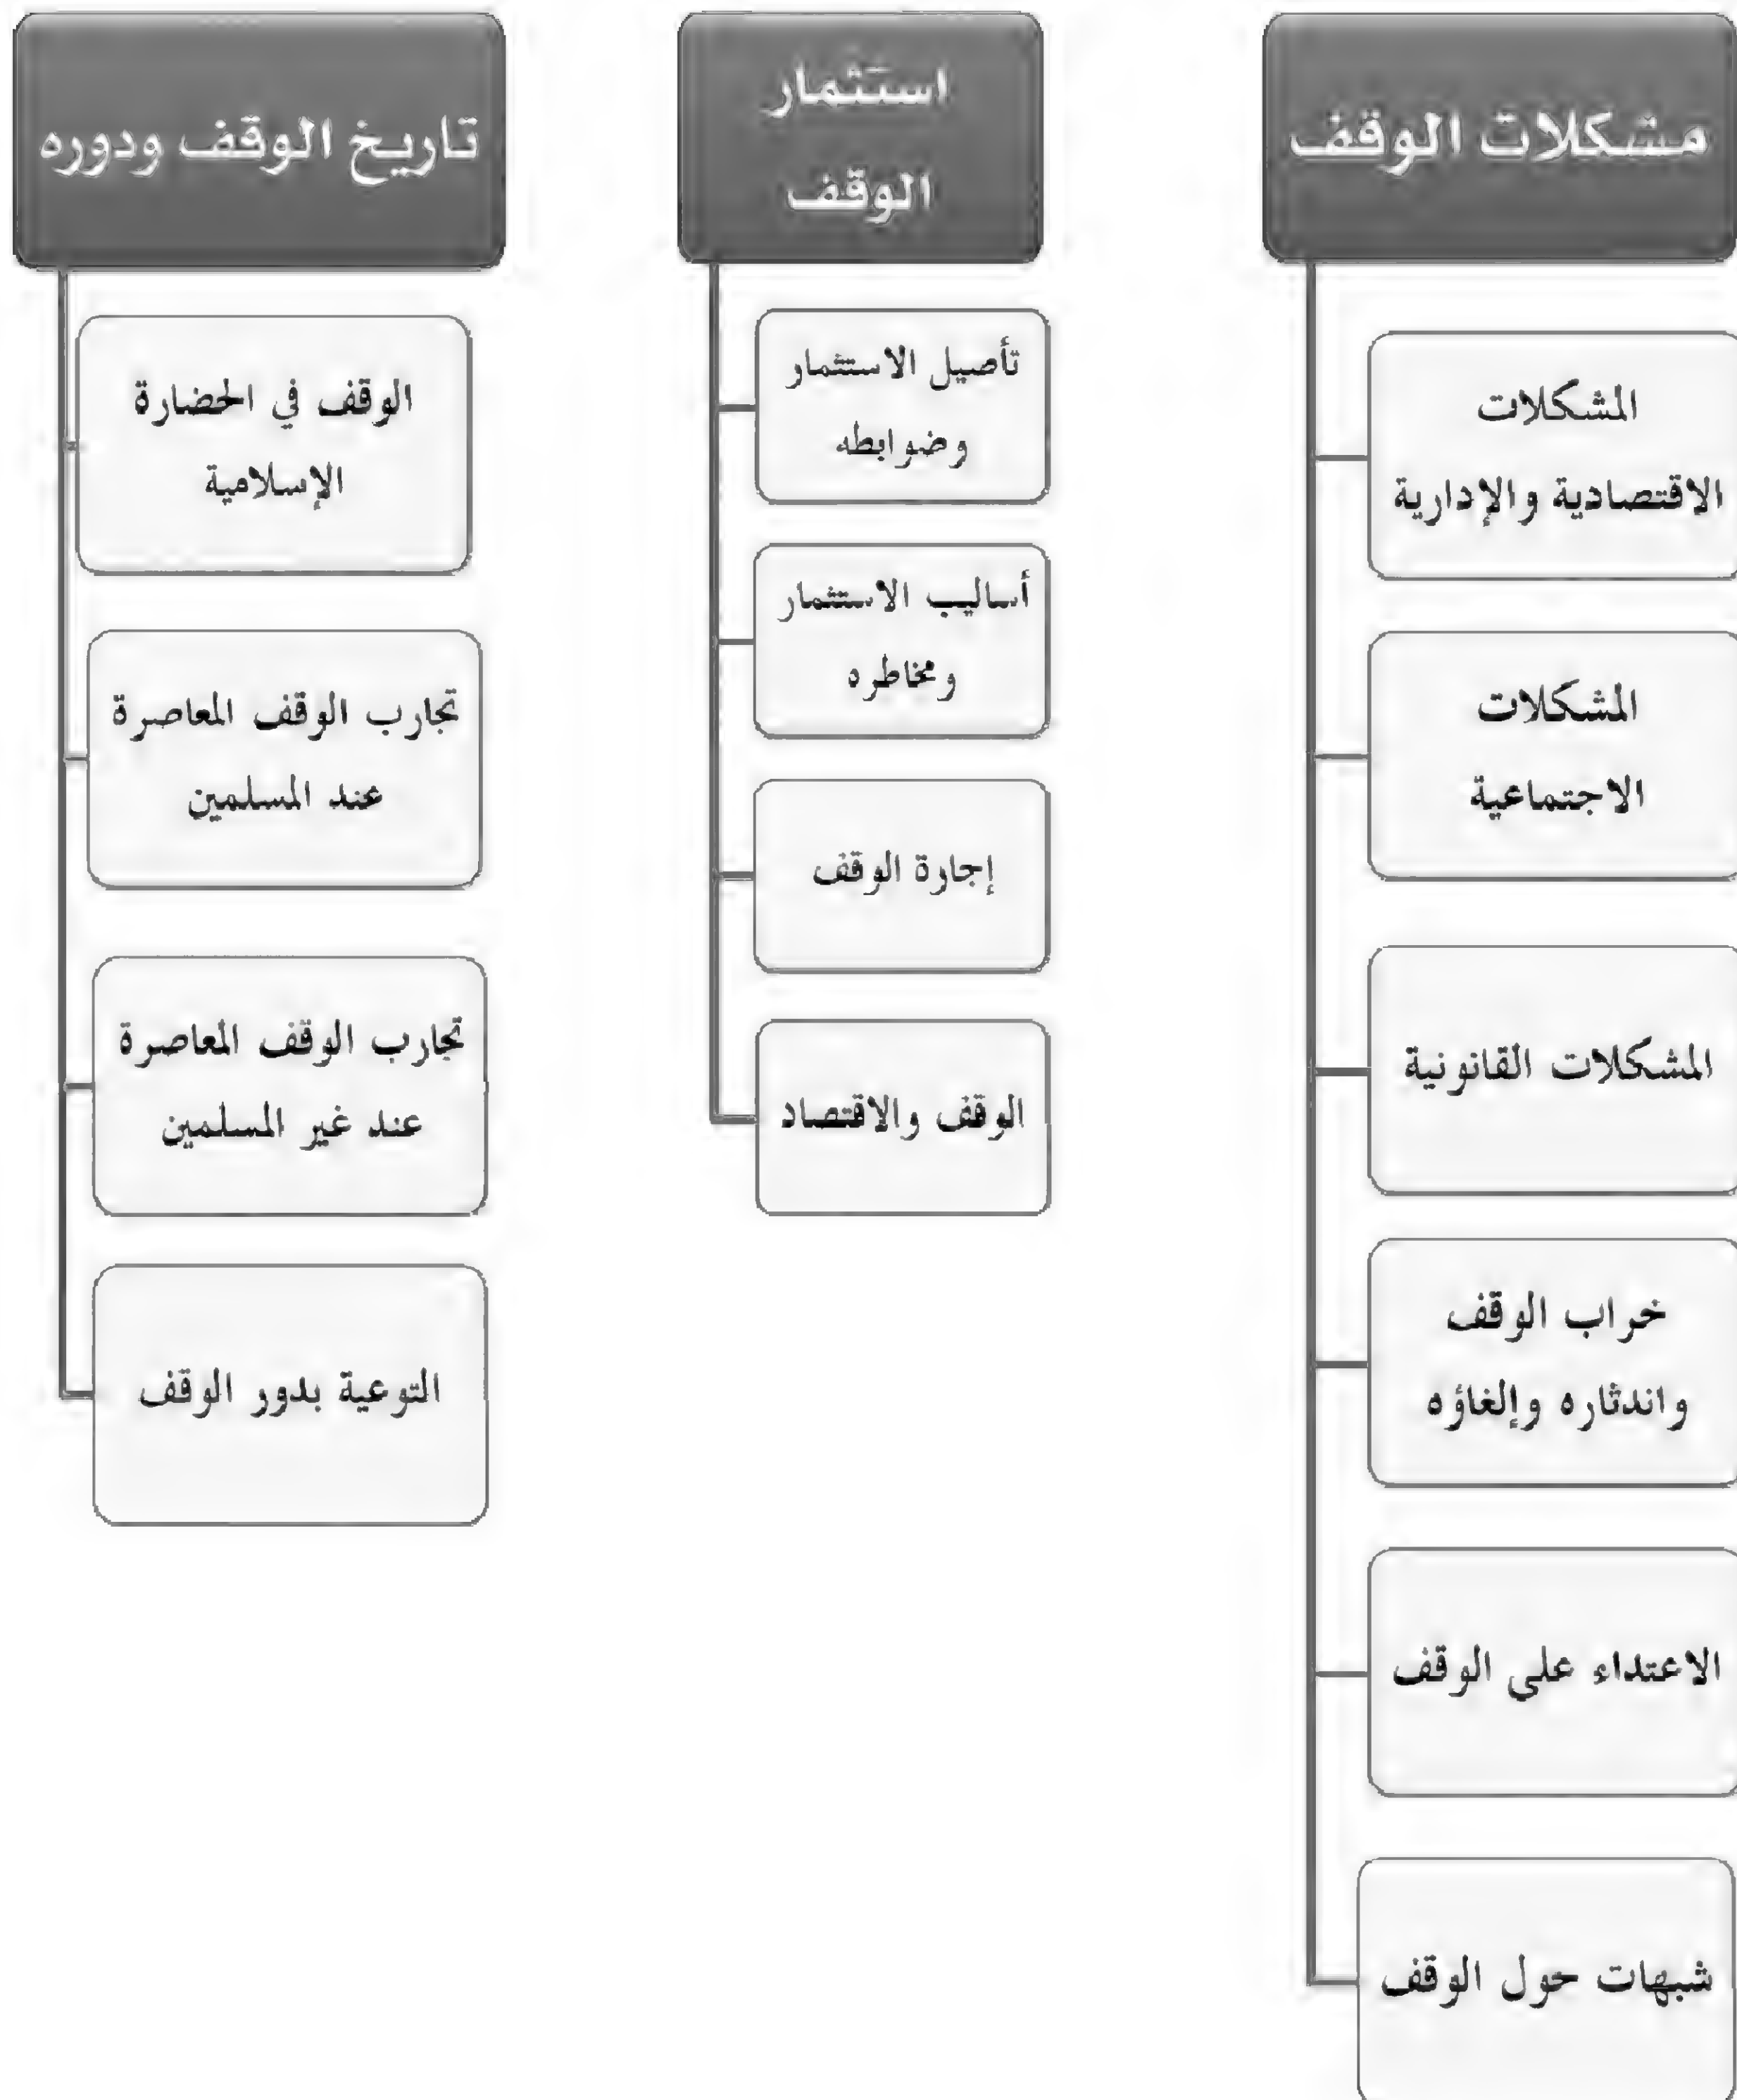 مشكلات الوقف
المشكلات
الاقتصادية والإدارية
المشكلات
الاجتماعية
المشكلات القانونية
خراب الوقف
واندثاره وإلغاؤه
الاعتداء على الوقف
شبهات حول الوقف
استثمار
الوقف
تأصيل الاستثمار
وضوابطه
أساليب الاستثمار
ومخاطره
إجارة الوقف
الوقف والاقتصاد
تاريخ الوقف ودوره
الوقف في الحضارة
الإسلامية
تجارب الوقف المعاصرة
عند المسلمين
تجارب الوقف المعاصرة
عند غير المسلمين
التوعية بدور الوقف